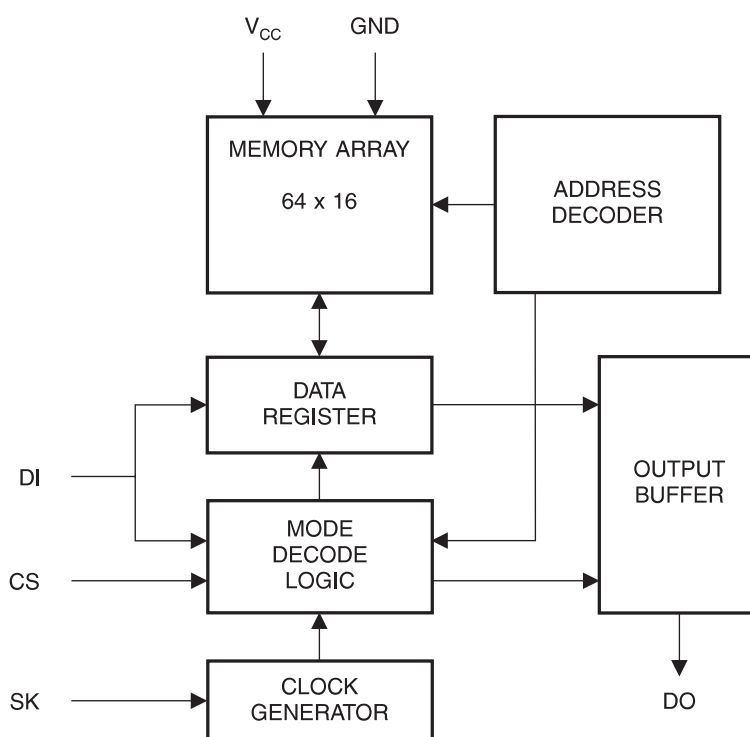 V_CC GND
MEMORY ARRAY
64 x 16
ADDRESS
DECODER
DATA
REGISTER
DI
OUTPUT
BUFFER
MODE
DECODE
LOGIC
CS
SK
CLOCK
GENERATOR
DO